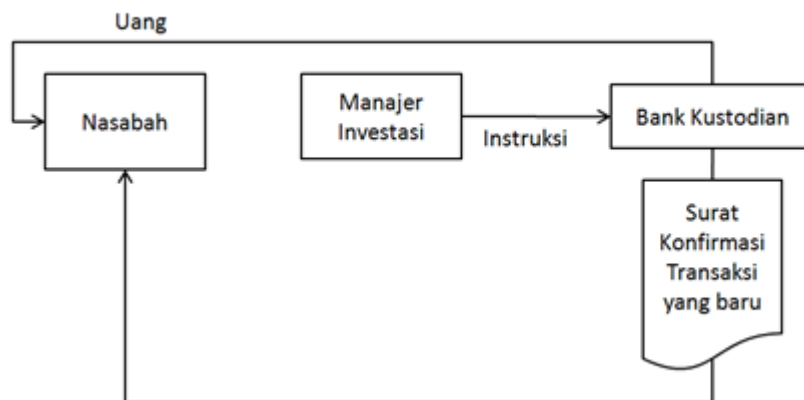 Uang
Nasabah
Manajer
Investasi
Instruksi
Bank Kustodian
Surat
Konfirmasi
Transaksi
yang baru